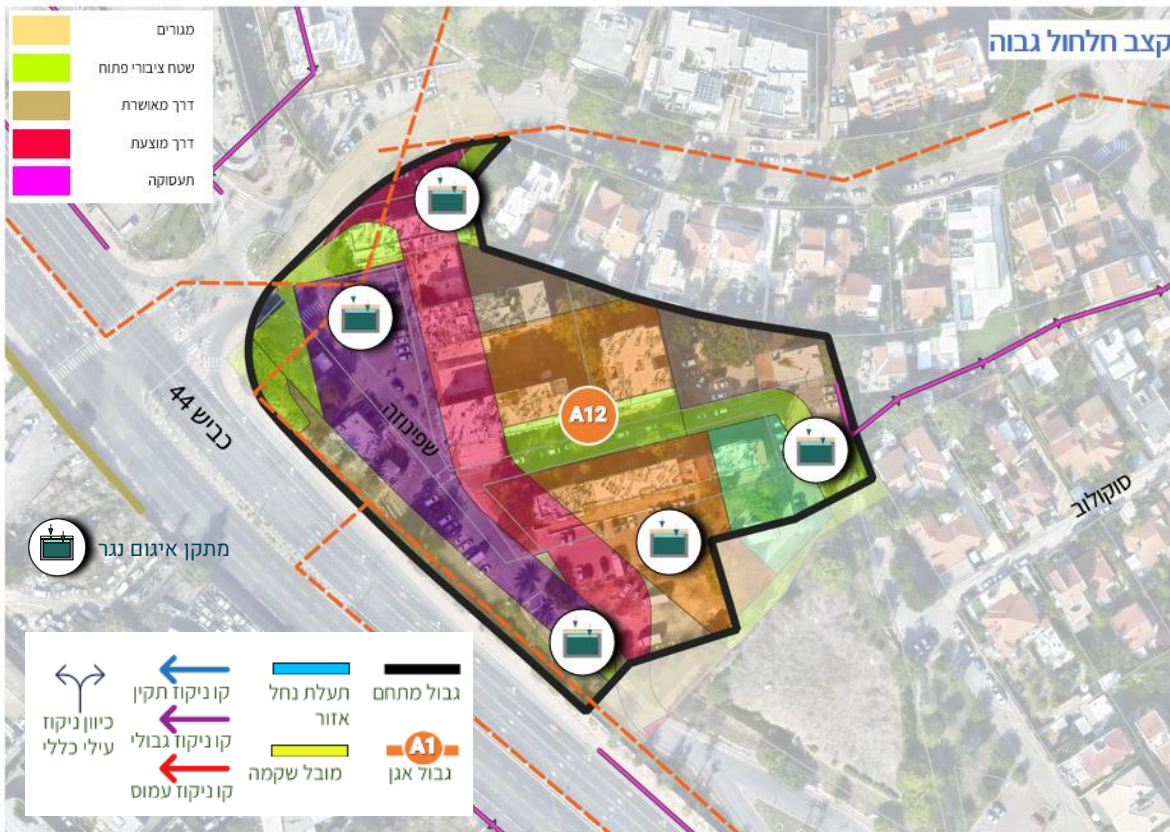 קצב חלחול גבוה
מגורים
שטח ציבורי פתוח
דרך מאושרת
דרך מוצעת
תעסוקה
A12
שפינוזה
כביש 44
סוקולוב
מתקן איגום נגר
גבול מתחם
A1
גבול אגן
תעלת נחל
אזור
מובל שקמה
קו ניקוז תקין
קו ניקוז גבולי
קו ניקוז עמוס
כיוון ניקוז
עילי כללי